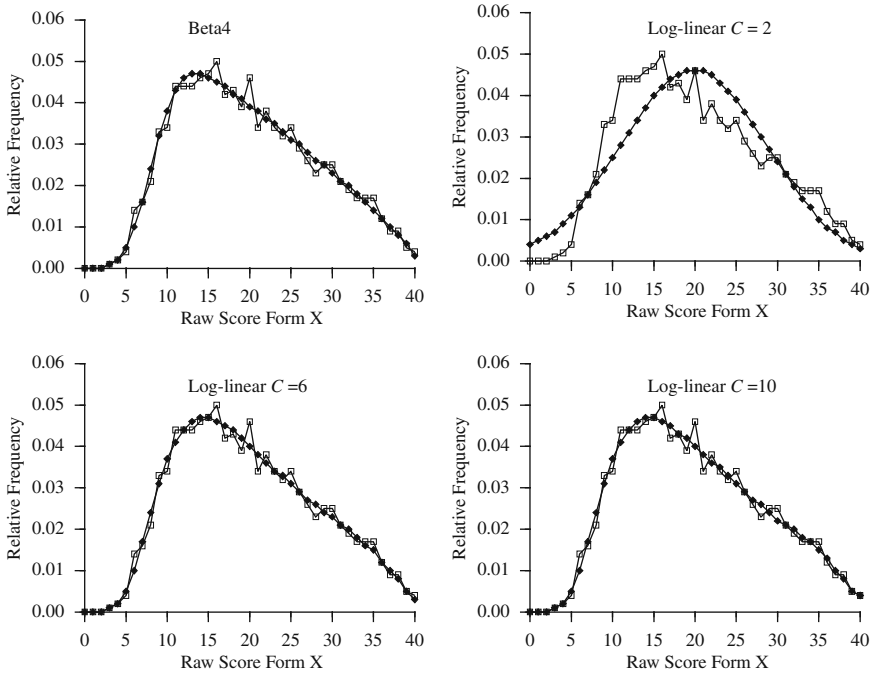 Beta4
0.06
0.05
0.04
0.03
0.02
0.01
0.00
Relative Frequency
0 5 10 15 20 25 30 35 40
Raw Score Form X
Log-linear C = 2
0.06
0.05
0.04
0.03
0.02
0.01
0.00
Relative Frequency
0 5 10 15 20 25 30 35 40
Raw Score Form X
Log-linear C =6
0.06
0.05
0.04
0.03
0.02
0.01
0.00
Relative Frequency
0 5 10 15 20 25 30 35 40
Raw Score Form X
Log-linear C =10
0.06
0.05
0.04
0.03
0.02
0.01
0.00
Relative Frequency
0 5 10 15 20 25 30 35 40
Raw Score Form X